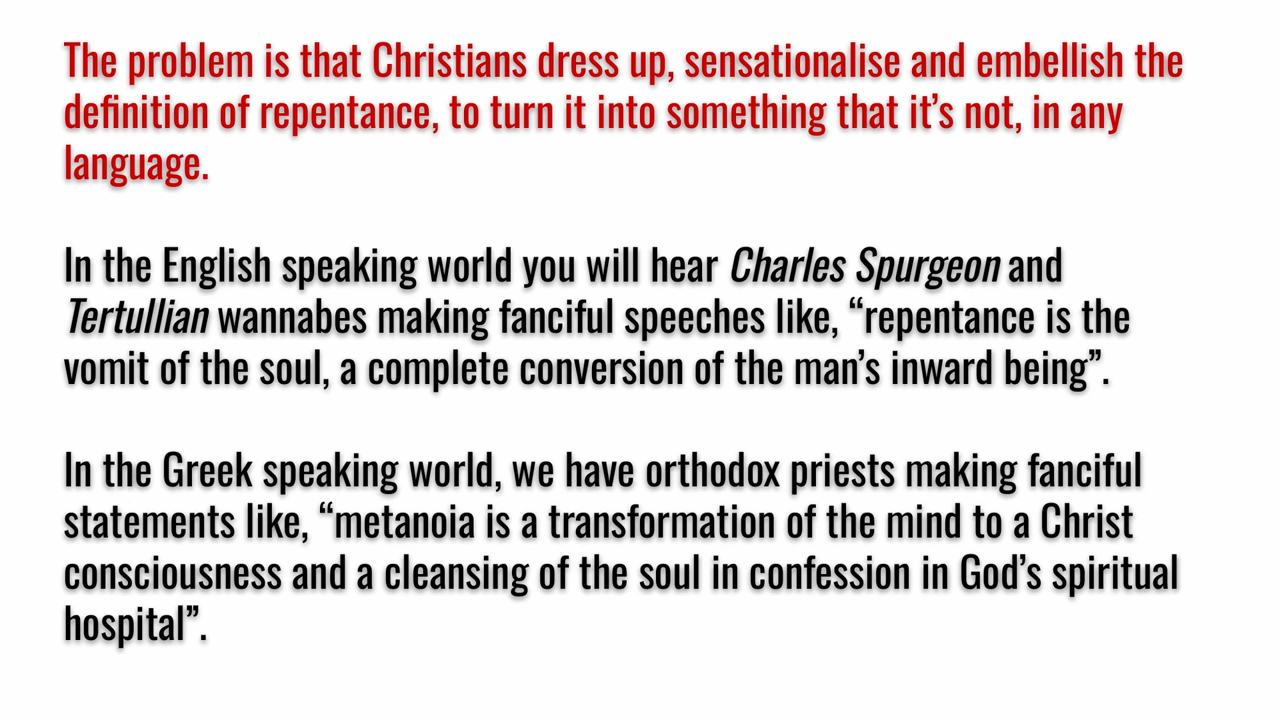 The problem is that Christians dress up, sensationalise and embellish the
definition of repentance, to turn it into something that it’s not, in any
language.
In the English speaking world you will hear Charles Spurgeon and
Tertullian wannabes making fanciful speeches like, “repentance is the
vomit of the soul, a complete conversion of the man’s inward being”.
In the Greek speaking world, we have orthodox priests making fanciful
statements like, “metanoia is a transformation of the mind to a Christ
consciousness and a cleansing of the soul in confession in God’s spiritual
hospital”.